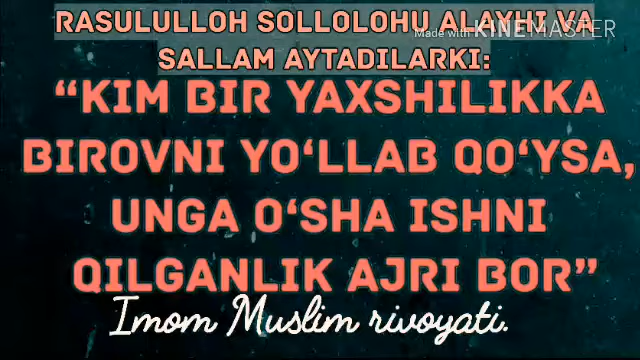 RASULULLOH SOLLOLOHU ALAYHI VA
Made with KINEMASTER
SALLAM AYTADILARKI:
“KIM BIR YAXSHILIKKA
BIROVNI YO‘LLAB QO‘YSA,
UNGA O‘SHA ISHNI
QILGANLIK AJRI BOR”
Imom Muslim rivoyati.